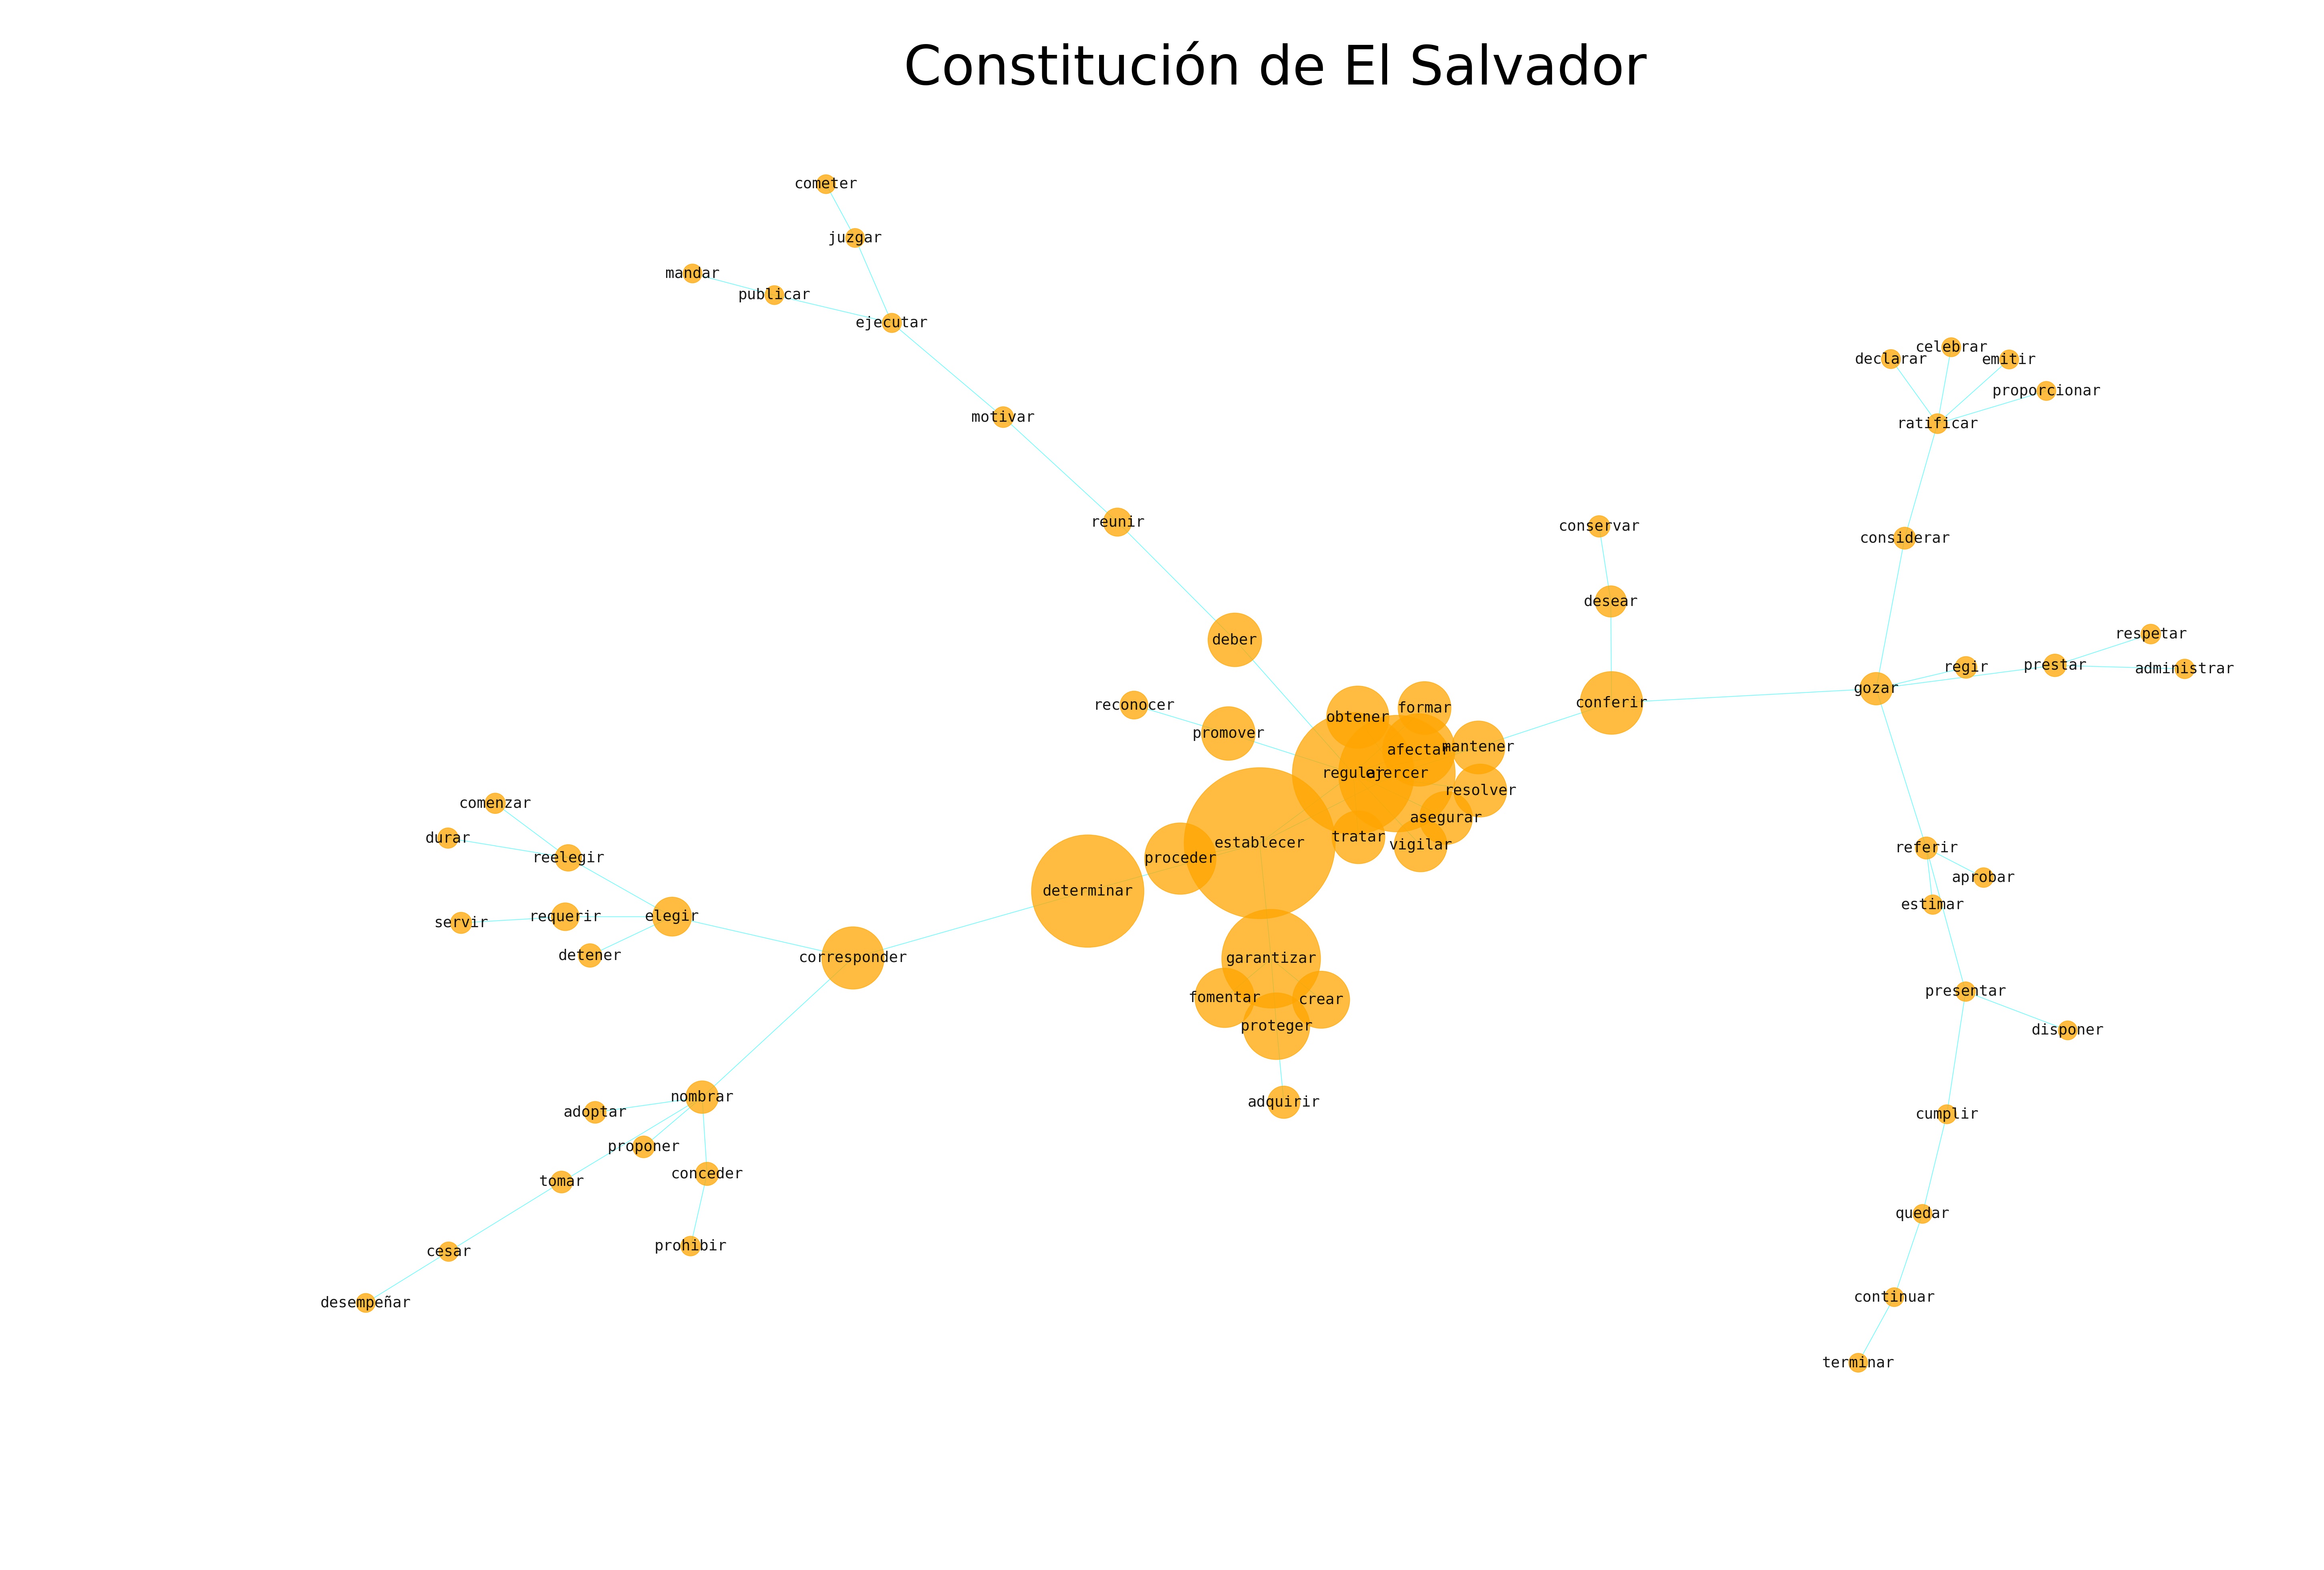 Constitución de El Salvador
cometer
juzgar
mandar
publicar
ejecutar
celebrar
declarar
emitir
proporcionar
motivar
ratificar
reunir
conservar
considerar
desear
respetar
deber
regir
prestar
administrar
gozar
conferir
reconocer
formar
obtener
promover
mantener
afectar
regular
ejercer
resolver
comenzar
asegurar
durar
tratar
establecer
vigilar
referir
reelegir
proceder
aprobar
determinar
estimar
requerir
elegir
servir
detener
corresponder
garantizar
presentar
fomentar
crear
proteger
disponer
nombrar
adquirir
adoptar
cumplir
proponer
conceder
tomar
quedar
prohibir
cesar
continuar
desempeñar
terminar